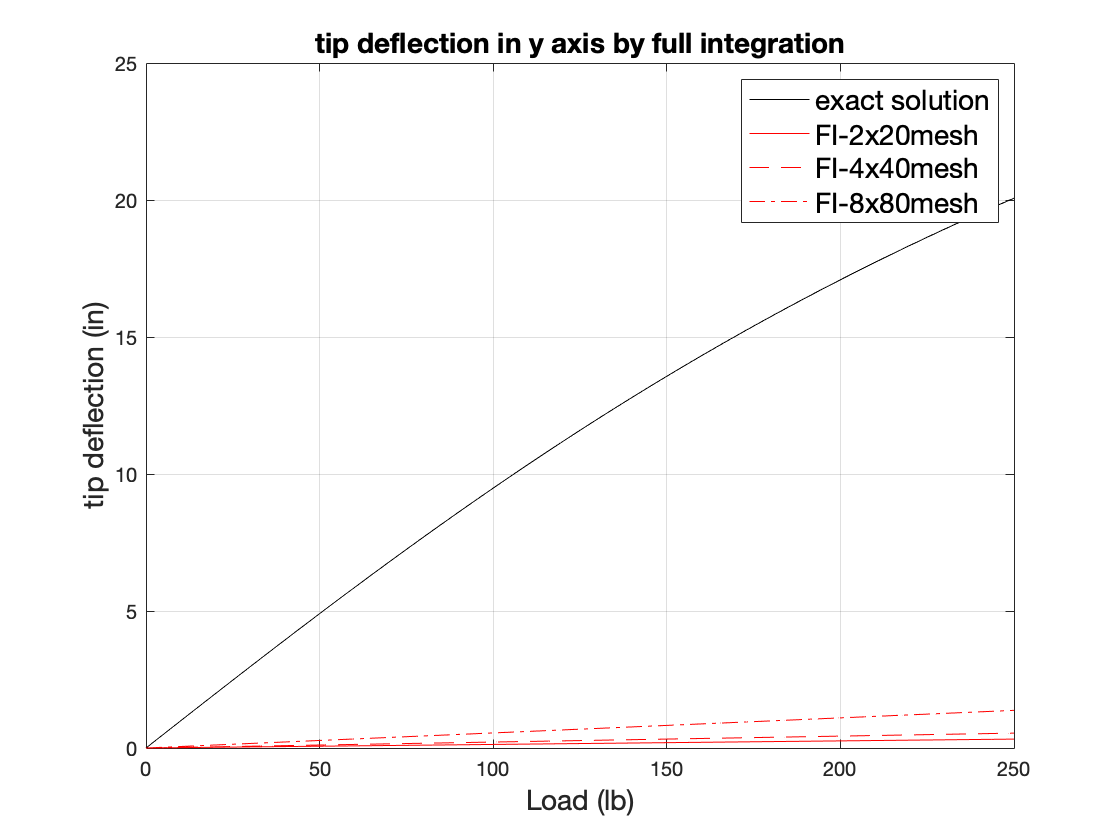 tip deflection in y axis by full integration
25
20
15
10
5
0
tip deflection (in)
exact solution
FI-2x20mesh
FI-4x40mesh
FI-8x80mesh
0
50
100
150
200
250
Load (lb)